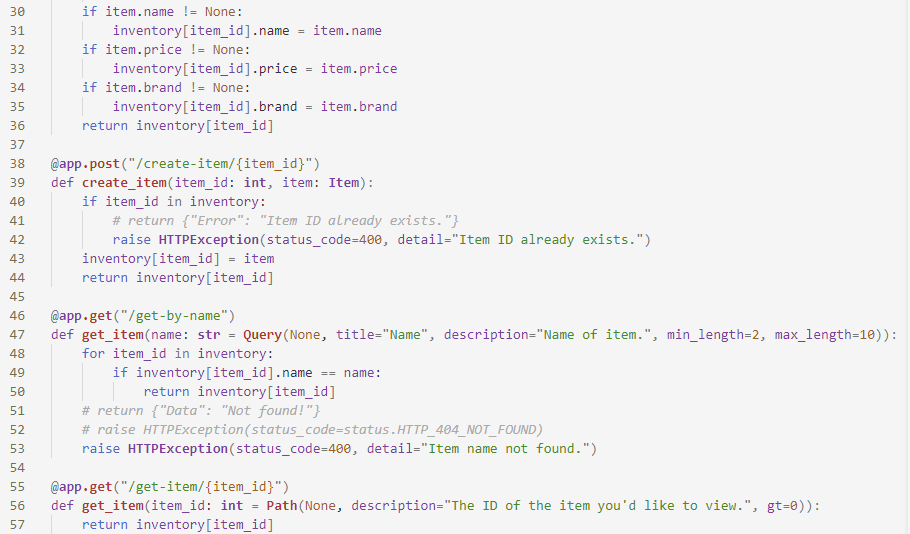 30 if item.name != None:
31 inventory[item_id].name = item.name
32 if item.price != None:
33 inventory[item_id].price = item.price
34 if item.brand != None:
35 inventory[item_id].brand = item.brand
36 return inventory[item_id]
37
38 @app.post("/create-item/{item_id}")
39 def create_item(item_id: int, item: Item):
40 if item_id in inventory:
41 # return {"Error": "Item ID already exists."}
42 raise HTTPException(status_code=400, detail="Item ID already exists.")
43 inventory[item_id] = item
44 return inventory[item_id]
45
46 @app.get("/get-by-name")
47 def get_item(name: str = Query(None, title="Name", description="Name of item.", min_length=2, max_length=10)):
48 for item_id in inventory:
49 if inventory[item_id].name == name:
50 return inventory[item_id]
51 # return {"Data": "Not found!"}
52 # raise HTTPException(status_code=status.HTTP_404_NOT_FOUND)
53 raise HTTPException(status_code=400, detail="Item name not found.")
54
55 @app.get("/get-item/{item_id}")
56 def get_item(item_id: int = Path(None, description="The ID of the item you'd like to view.", gt=0)):
57 return inventory[item_id]